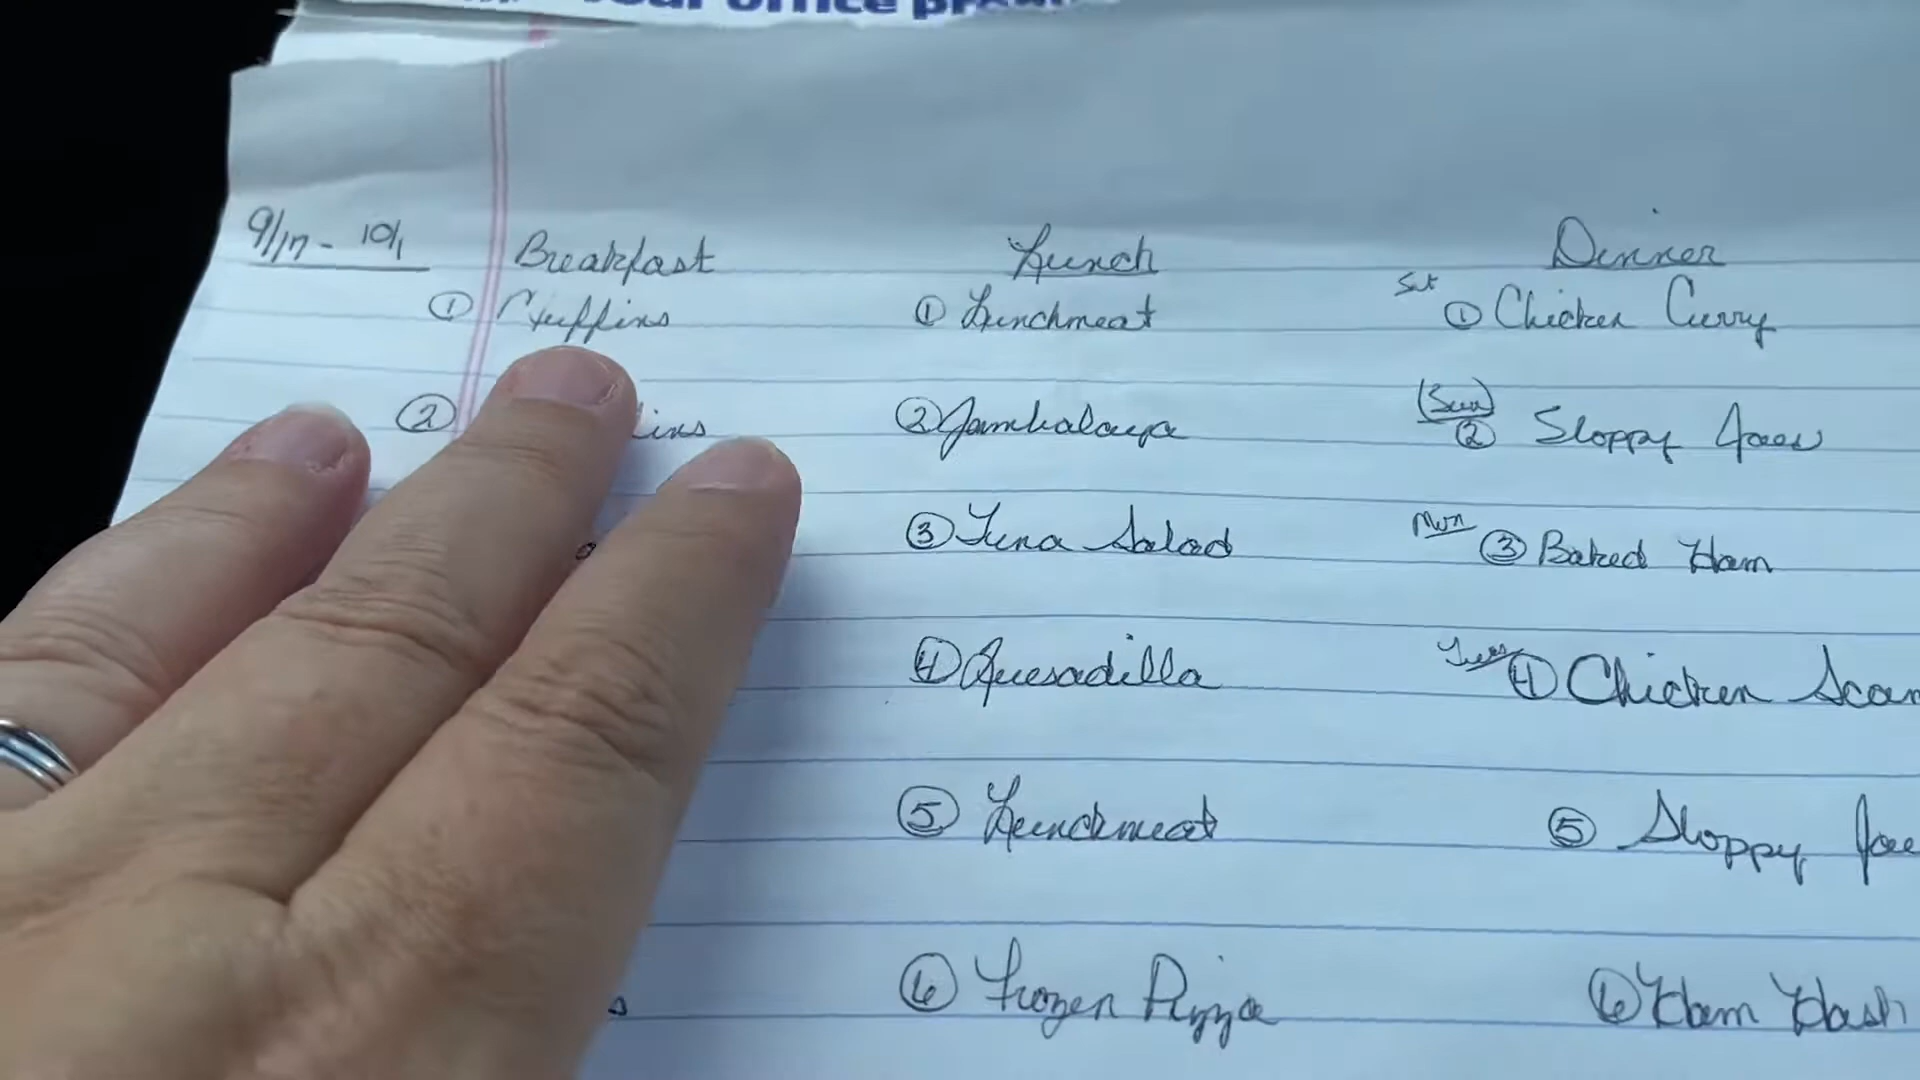 your office
9/17 - 10/1 Breakfast Lunch Dinner
① Muffins ① Lunchmeat Sat ① Chicken Curry
② ② Jambalaya (Sun) ② Sloppy Joes
③ Tuna Salad Mon ③ Baked Ham
④ Quesadilla Tues ④ Chicken
⑤ Lunchmeat ⑤ Sloppy
⑥ Frozen Pizza ⑥ Ham Hash